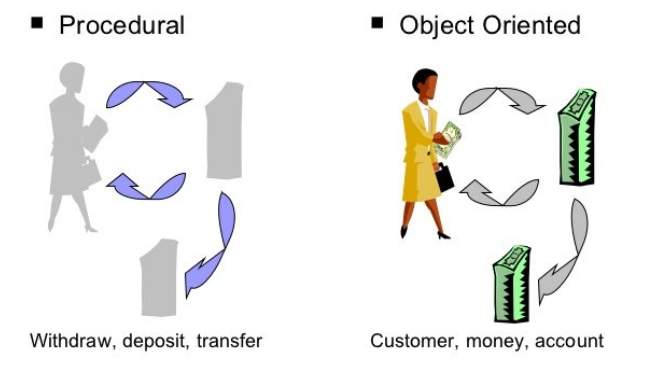 ■ Procedural
■ Object Oriented
Withdraw, deposit, transfer
Customer, money, account